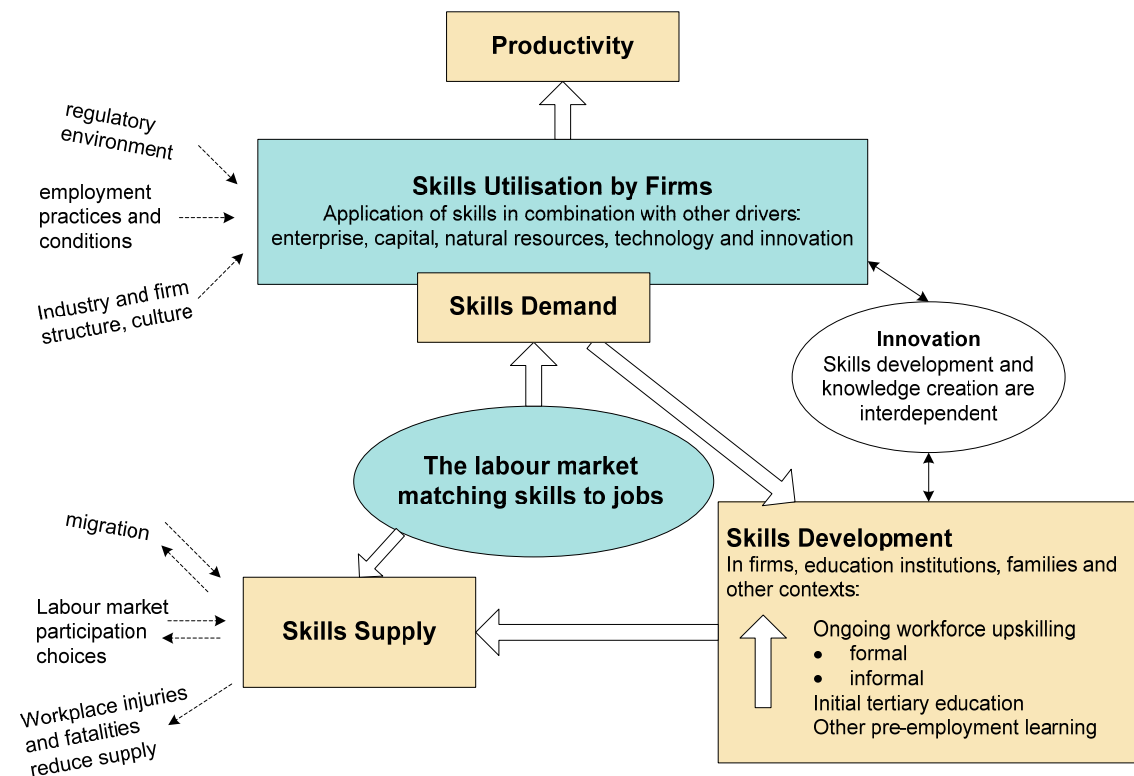 Productivity
regulatory
environment
employment
practices and
conditions
Industry and firm
structure, culture
Skills Utilisation by Firms
Application of skills in combination with other drivers:
enterprise, capital, natural resources, technology and innovation
Skills Demand
Innovation
Skills development and
knowledge creation are
interdependent
The labour market
matching skills to jobs
migration
Labour market
participation
choices
Workplace injuries
and fatalities
reduce supply
Skills Supply
Skills Development
In firms, education institutions, families and
other contexts:
Ongoing workforce upskilling
• formal
• informal
Initial tertiary education
Other pre-employment learning